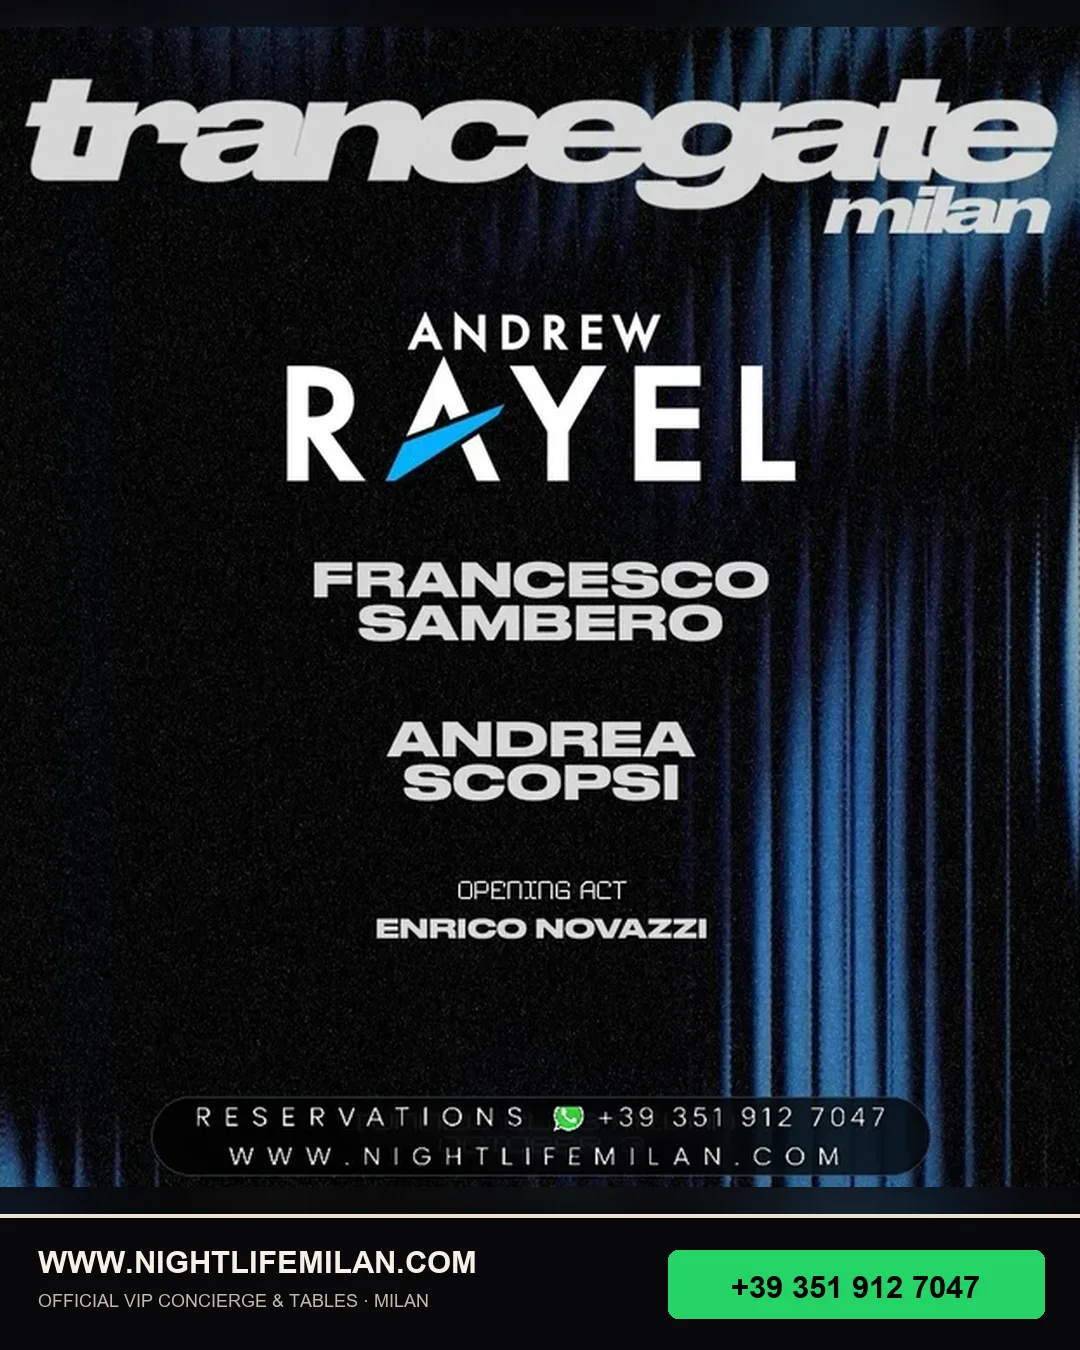 trancegate
milan
ANDREW
RAYEL
FRANCESCO
SAMBERO
ANDREA
SCOPSI
OPENING ACT
ENRICO NOVAZZI
RESERVATIONS +39 351 912 7047
WWW.NIGHTLIFEMILAN.COM
WWW.NIGHTLIFEMILAN.COM
OFFICIAL VIP CONCIERGE & TABLES · MILAN
+39 351 912 7047